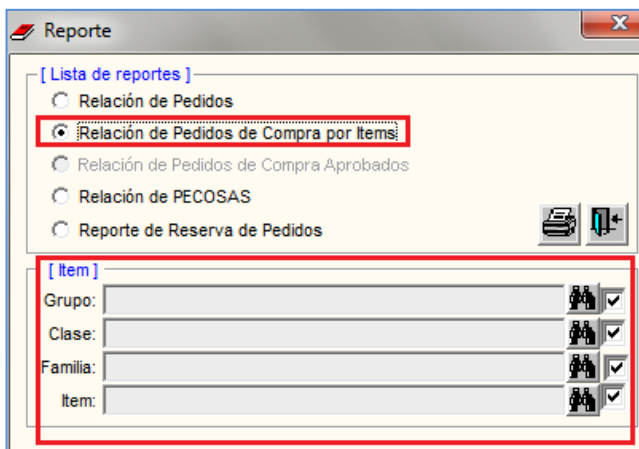 Reporte
[ Lista de reportes ]
Relación de Pedidos
Relación de Pedidos de Compra por Items
Relación de Pedidos de Compra Aprobados
Relación de PECOSAS
Reporte de Reserva de Pedidos
[ Item ]
Grupo:
Clase:
Familia:
Item: